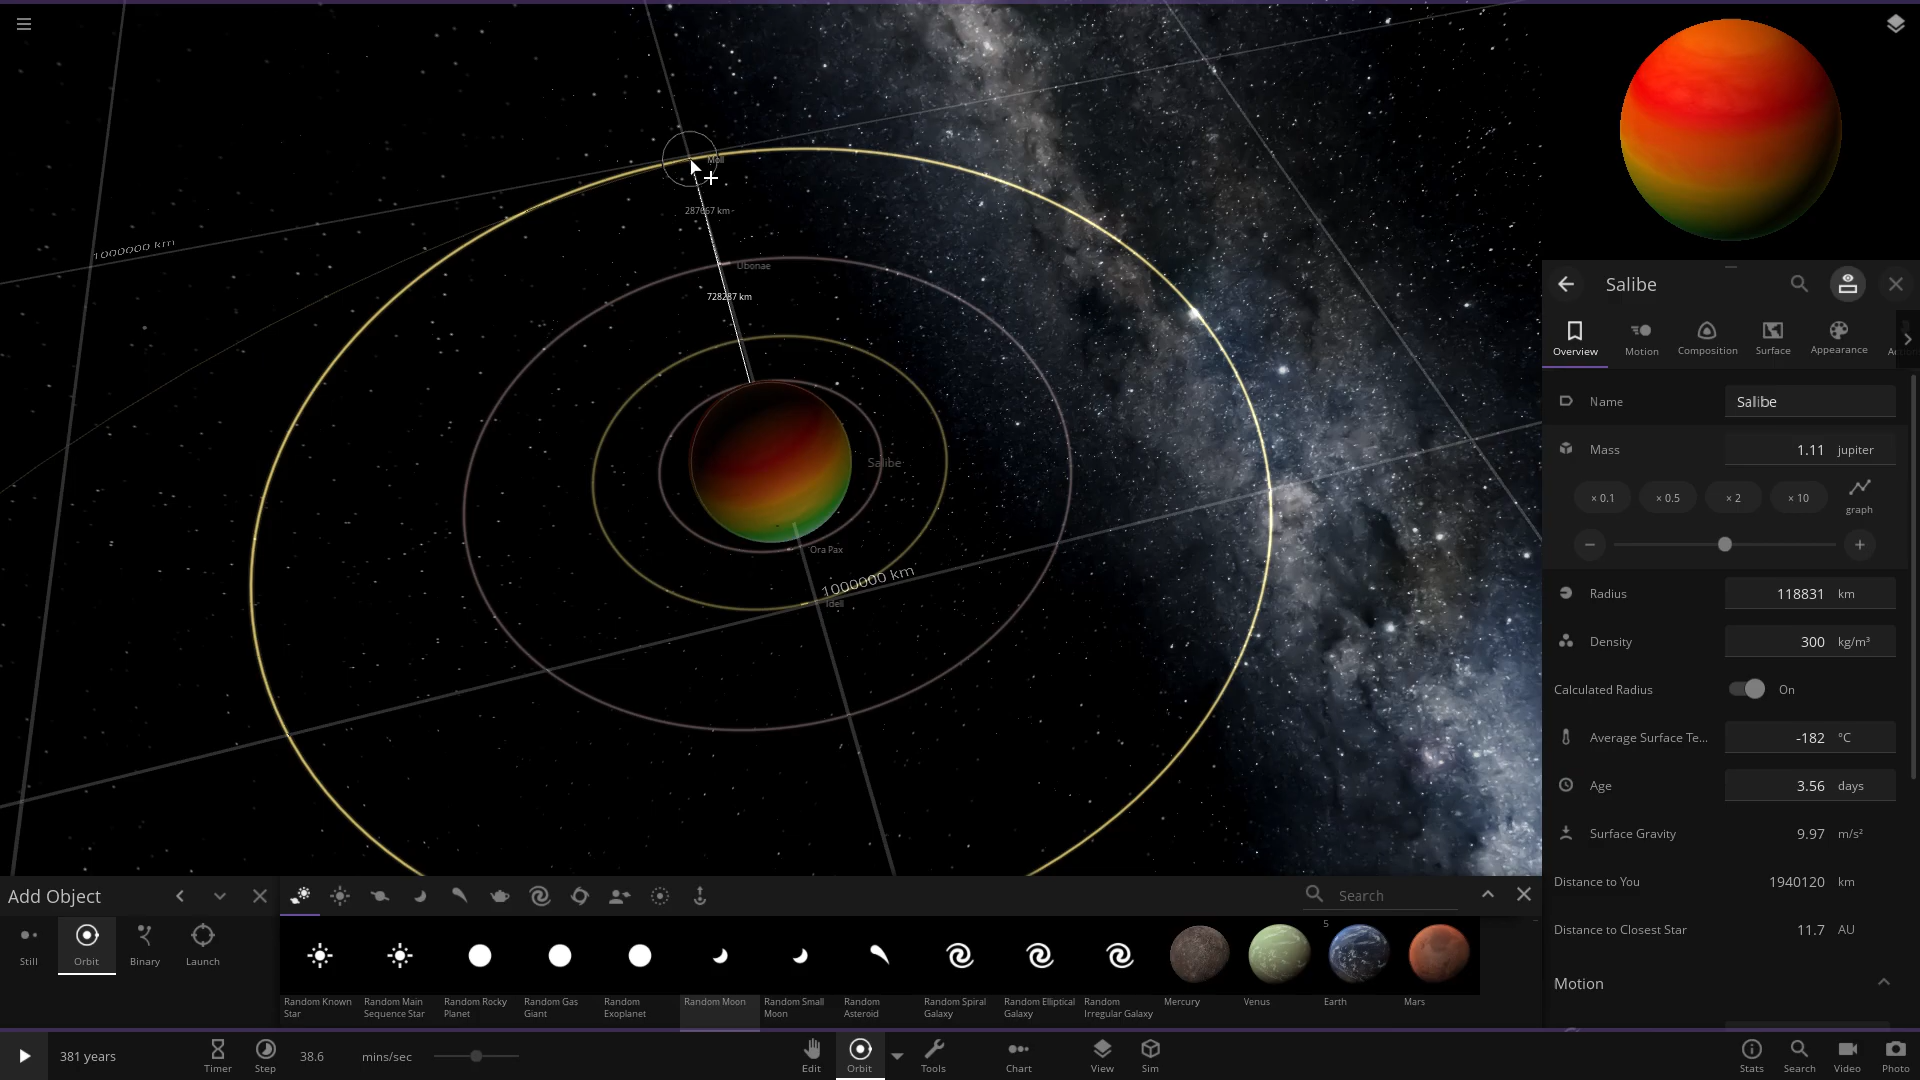 Moll
287667 km
Ubonae
728287 km
1000000 km
Salibe
Ora Pax
1000000 km
Idell
Salibe
Overview
Motion
Composition
Surface
Appearance
Name
Salibe
Mass
1.11 jupiter
× 0.1
× 0.5
× 2
× 10
graph
Radius
118831 km
Density
300 kg/m³
Calculated Radius
On
Average Surface Te...
-182 °C
Age
3.56 days
Surface Gravity
9.97 m/s²
Distance to You
1940120 km
Distance to Closest Star
11.7 AU
Motion
Add Object
Still
Orbit
Binary
Launch
Search
5
Random Known
Star
Random Main
Sequence Star
Random Rocky
Planet
Random Gas
Giant
Random
Exoplanet
Random Moon
Random Small
Moon
Random
Asteroid
Random Spiral
Galaxy
Random Elliptical
Galaxy
Random
Irregular Galaxy
Mercury
Venus
Earth
Mars
381 years
Timer
Step
38.6 mins/sec
Edit
Orbit
Tools
Chart
View
Sim
Stats
Search
Video
Photo